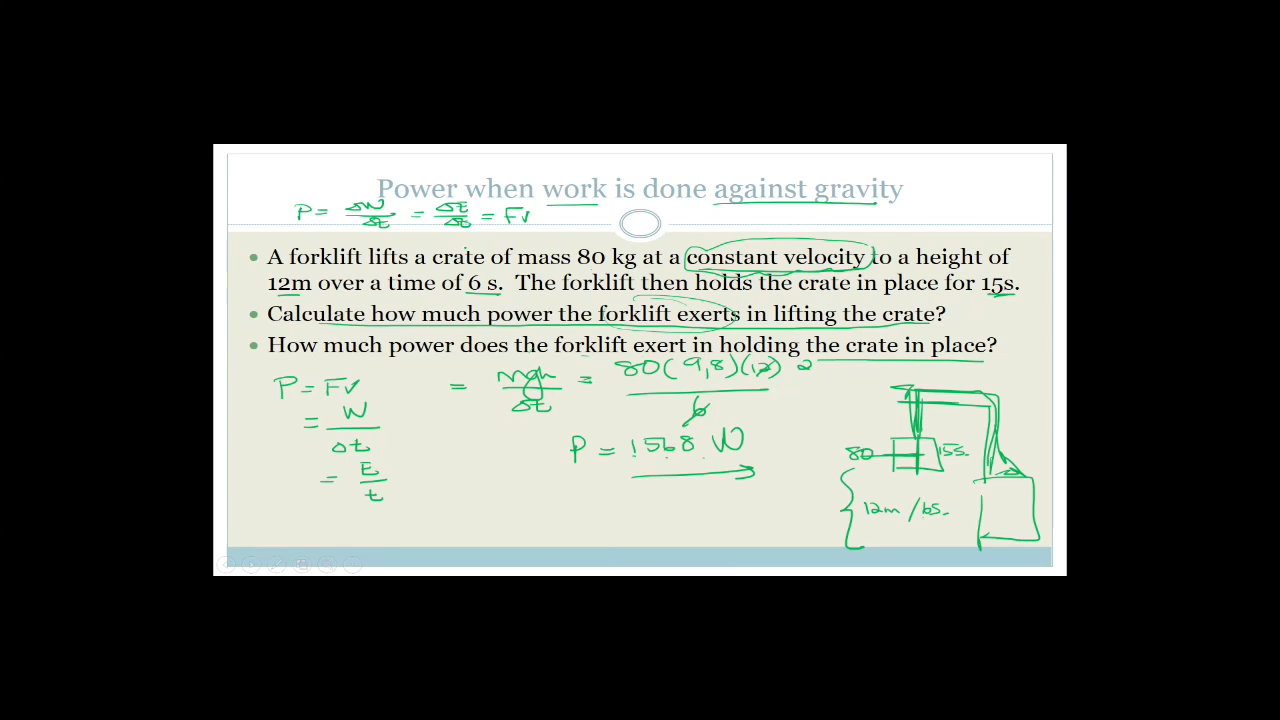 Power when work is done against gravity
P = ΔW/Δt = ΔE/Δt = Fv
• A forklift lifts a crate of mass 80 kg at a constant velocity to a height of
12m over a time of 6 s. The forklift then holds the crate in place for 15s.
• Calculate how much power the forklift exerts in lifting the crate?
• How much power does the forklift exert in holding the crate in place?
P = Fv
= W/Δt
= E/t
= mgh/Δt = 80(9,8)(12) 2/6
P = 1568 W
80
15s.
12m / 6s.